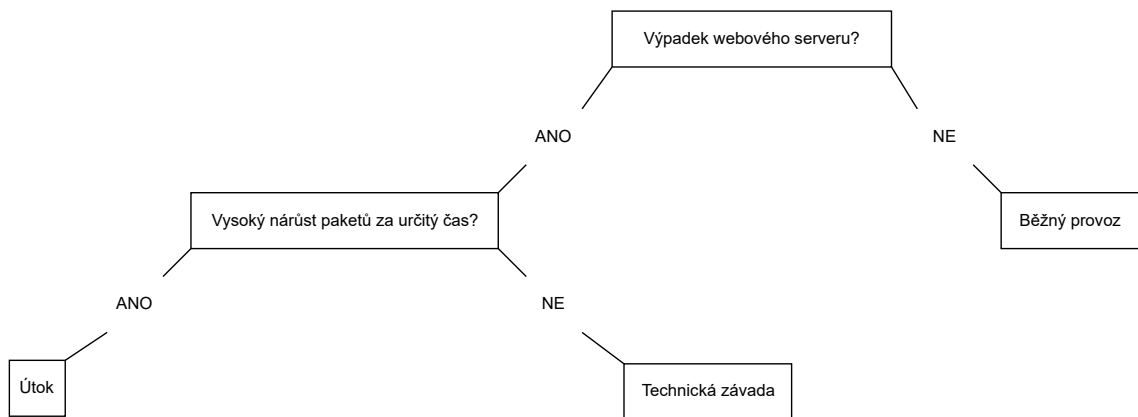 Výpadek webového serveru?
ANO
NE
Vysoký nárůst paketů za určitý čas?
Běžný provoz
ANO
NE
Útok
Technická závada